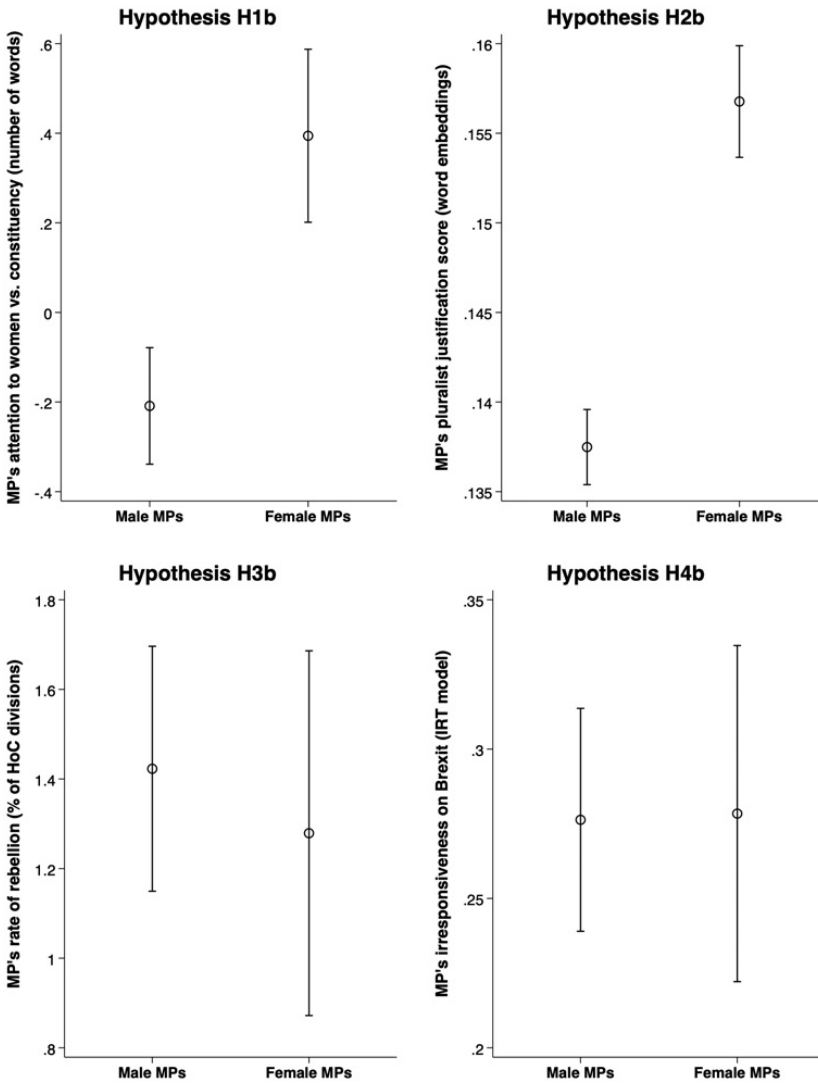 Hypothesis H1b
MP's attention to women vs. constituency (number of words)
.6
.4
.2
0
-.2
-.4
Male MPs
Female MPs
Hypothesis H2b
MP's pluralist justification score (word embeddings)
.16
.155
.15
.145
.14
.135
Male MPs
Female MPs
Hypothesis H3b
MP's rate of rebellion (% of HoC divisions)
1.8
1.6
1.4
1.2
1
.8
Male MPs
Female MPs
Hypothesis H4b
MP's irresponsiveness on Brexit (IRT model)
.35
.3
.25
.2
Male MPs
Female MPs